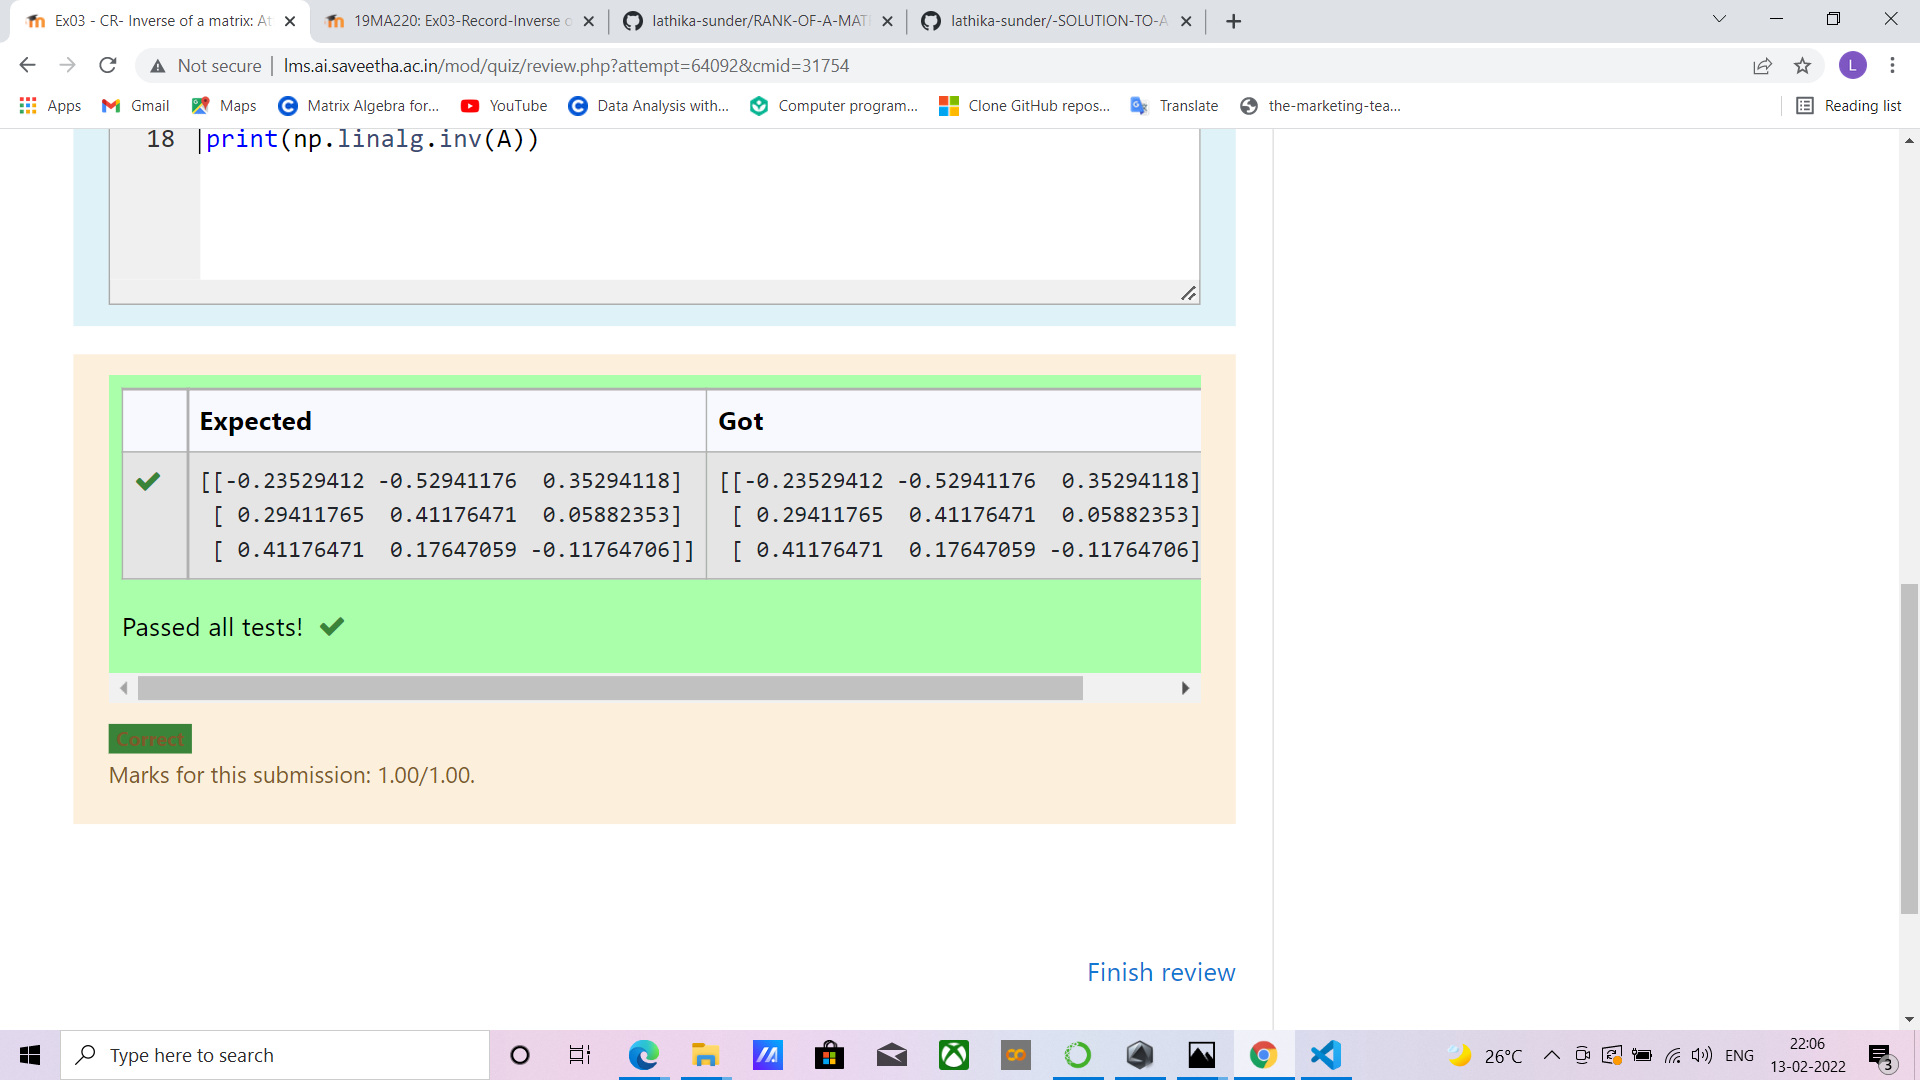 Ex03 - CR- Inverse of a matrix: At
19MA220: Ex03-Record-Inverse o
lathika-sunder/RANK-OF-A-MATI
lathika-sunder/-SOLUTION-TO-A
Not secure | lms.ai.saveetha.ac.in/mod/quiz/review.php?attempt=64092&cmid=31754
L
Apps
Gmail
Maps
Matrix Algebra for...
YouTube
Data Analysis with...
Computer program...
Clone GitHub repos...
Translate
the-marketing-tea...
Reading list
18 print(np.linalg.inv(A))
Expected Got
[[-0.23529412 -0.52941176  0.35294118] [[-0.23529412 -0.52941176  0.35294118]
[ 0.29411765  0.41176471  0.05882353] [ 0.29411765  0.41176471  0.05882353]
[ 0.41176471  0.17647059 -0.11764706]] [ 0.41176471  0.17647059 -0.11764706]
Passed all tests!
Correct
Marks for this submission: 1.00/1.00.
Finish review
Type here to search
26°C
ENG
22:06
13-02-2022
3